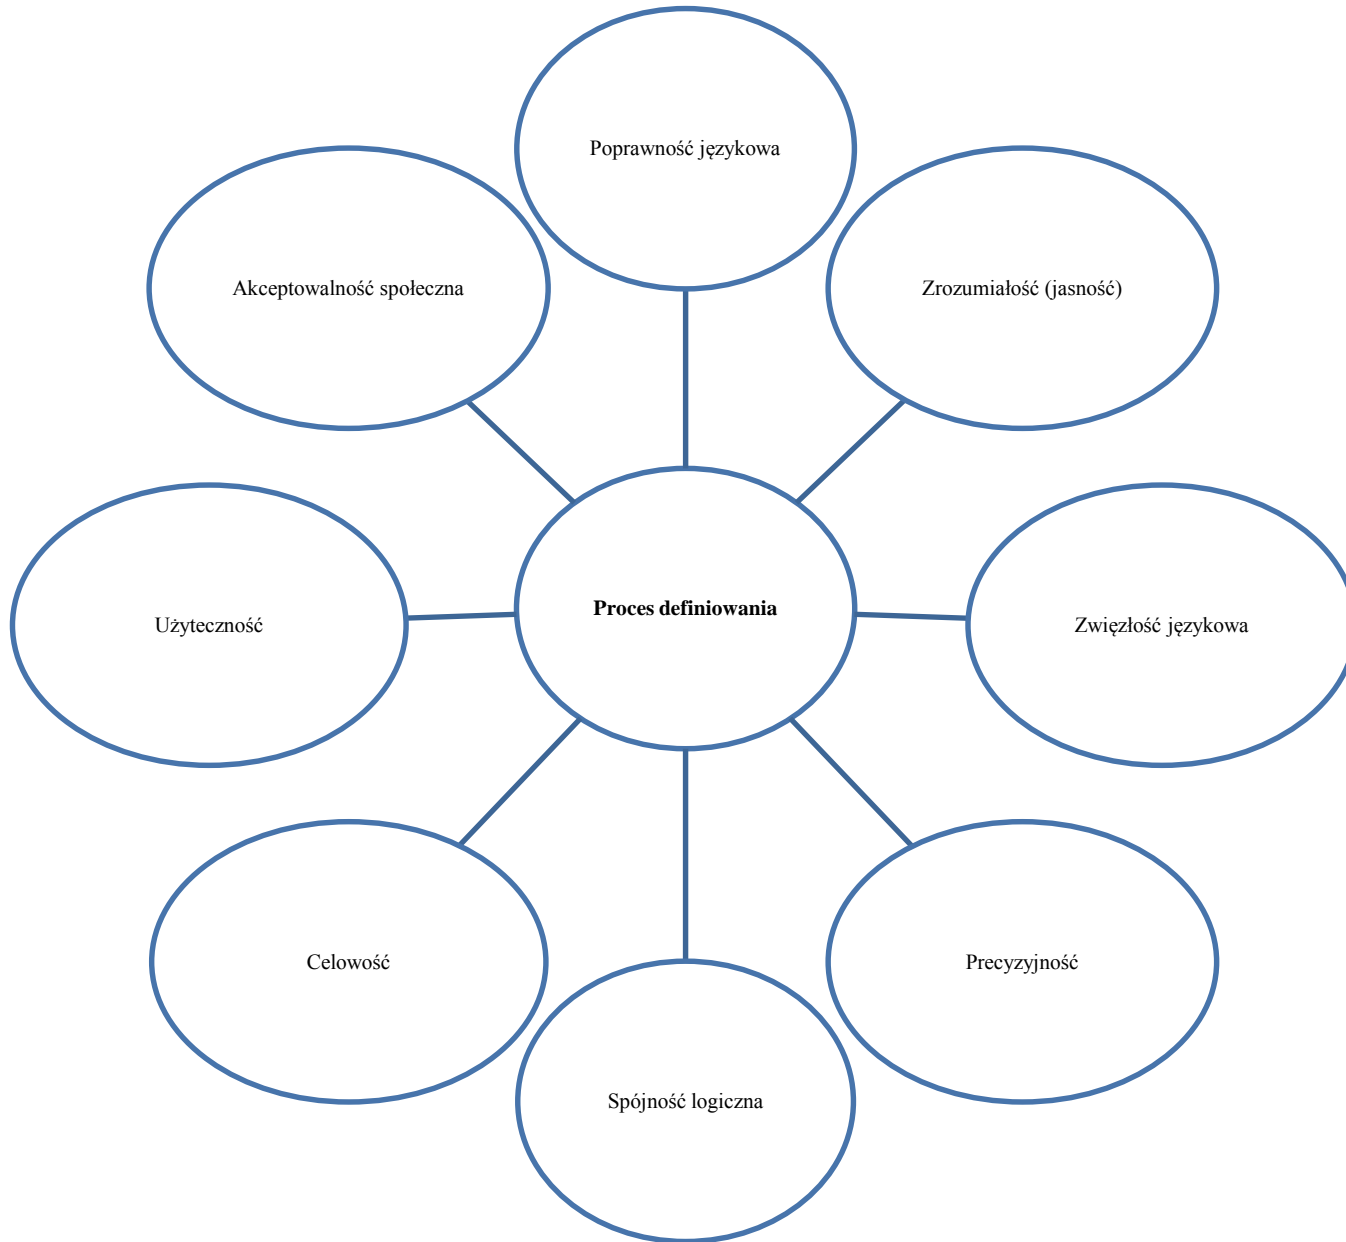 Poprawność językowa
Akceptowalność społeczna
Zrozumiałość (jasność)
Proces definiowania
Użyteczność
Zwięzłość językowa
Celowość
Precyzyjność
Spójność logiczna